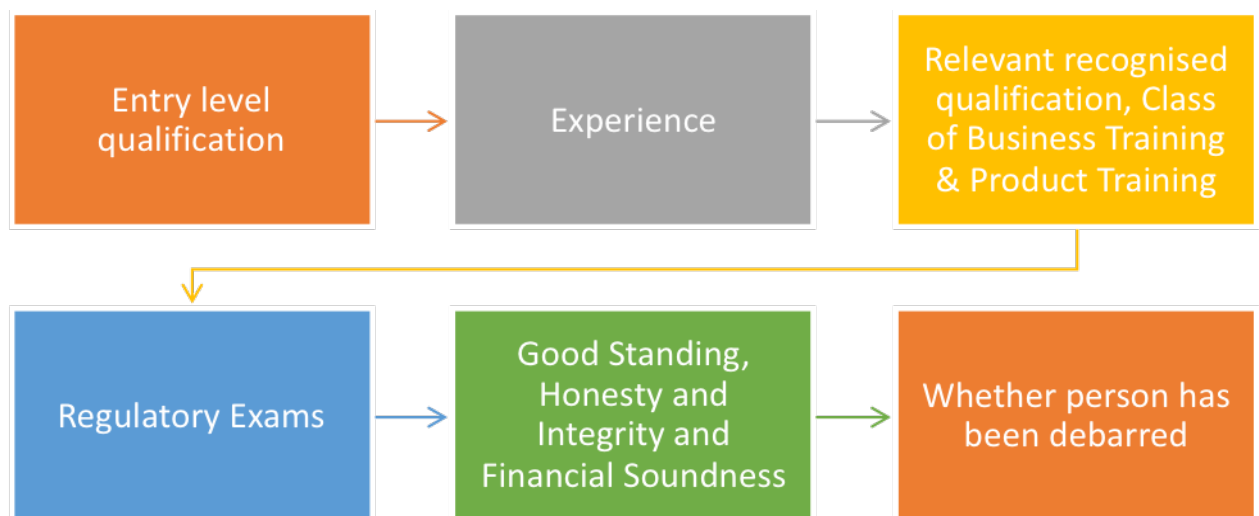 Entry level
qualification
Experience
Relevant recognised
qualification, Class
of Business Training
& Product Training
Regulatory Exams
Good Standing,
Honesty and
Integrity and
Financial Soundness
Whether person has
been debarred